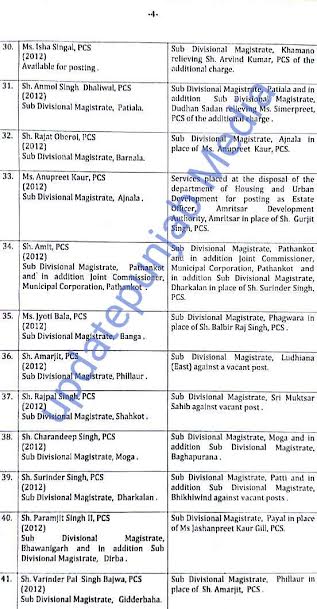 -4-
30. Ms. Isha Singal, PCS
(2012)
Available for posting .
Sub Divisional Magistrate, Khamano
relieving Sh. Arvind Kumar, PCS of the
additional charge.
31. Sh. Anmol Singh Dhaliwal, PCS
(2012)
Sub Divisional Magistrate, Patiala.
Sub Divisional Magistrate, Patiala and in
addition Sub Divisional Magistrate,
Dudhan Sadan relieving Ms. Simerpreet,
PCS of the additional charge .
32. Sh. Rajat Oberoi, PCS
(2012)
Sub Divisional Magistrate, Barnala.
Sub Divisional Magistrate, Ajnala in
place of Ms. Anupreet Kaur, PCS.
33. Ms. Anupreet Kaur, PCS
(2012)
Sub Divisional Magistrate, Ajnala .
Services placed at the disposal of the
department of Housing and Urban
Development for posting as Estate
Officer, Amritsar Development
Authority, Amritsar in place of Sh. Gurjit
Singh, PCS.
34. Sh. Amit, PCS
(2012)
Sub Divisional Magistrate, Pathankot
and in addition Joint Commissioner,
Municipal Corporation, Pathankot .
Sub Divisional Magistrate, Pathankot
and in addition Joint Commissioner,
Municipal Corporation, Pathankot and
in addition Sub Divisional Magistrate,
Dharkalan in place of Sh. Surinder Singh,
PCS.
35. Ms. Jyoti Bala, PCS
(2012)
Sub Divisional Magistrate, Banga .
Sub Divisional Magistrate, Phagwara in
place of Sh. Balbir Raj Singh, PCS .
36. Sh. Amarjit, PCS
(2012)
Sub Divisional Magistrate, Phillaur .
Sub Divisional Magistrate, Ludhiana
(East) against a vacant post.
37. Sh. Rajpal Singh, PCS
(2012)
Sub Divisional Magistrate, Shahkot .
Sub Divisional Magistrate, Sri Muktsar
Sahib against vacant post .
38. Sh. Charandeep Singh, PCS
(2012)
Sub Divisional Magistrate, Moga .
Sub Divisional Magistrate, Moga and in
addition Sub Divisional Magistrate,
Baghapurana .
39. Sh. Surinder Singh, PCS
(2012)
Sub Divisional Magistrate, Dharkalan .
Sub Divisional Magistrate, Patti and in
addition Sub Divisional Magistrate,
Bhikhiwind against vacant posts .
40. Sh. Paramjit Singh II, PCS
(2012)
Sub Divisional Magistrate,
Bhawanigarh and in addition Sub
Divisional Magistrate, Dirba .
Sub Divisional Magistrate, Payal in place
of Ms Jashanpreet Kaur Gill, PCS.
41. Sh. Varinder Pal Singh Bajwa, PCS
(2012)
Sub Divisional Magistrate, Gidderbaha.
Sub Divisional Magistrate, Phillaur in
place of Sh. Amarjit, PCS .
updatepunjab Media